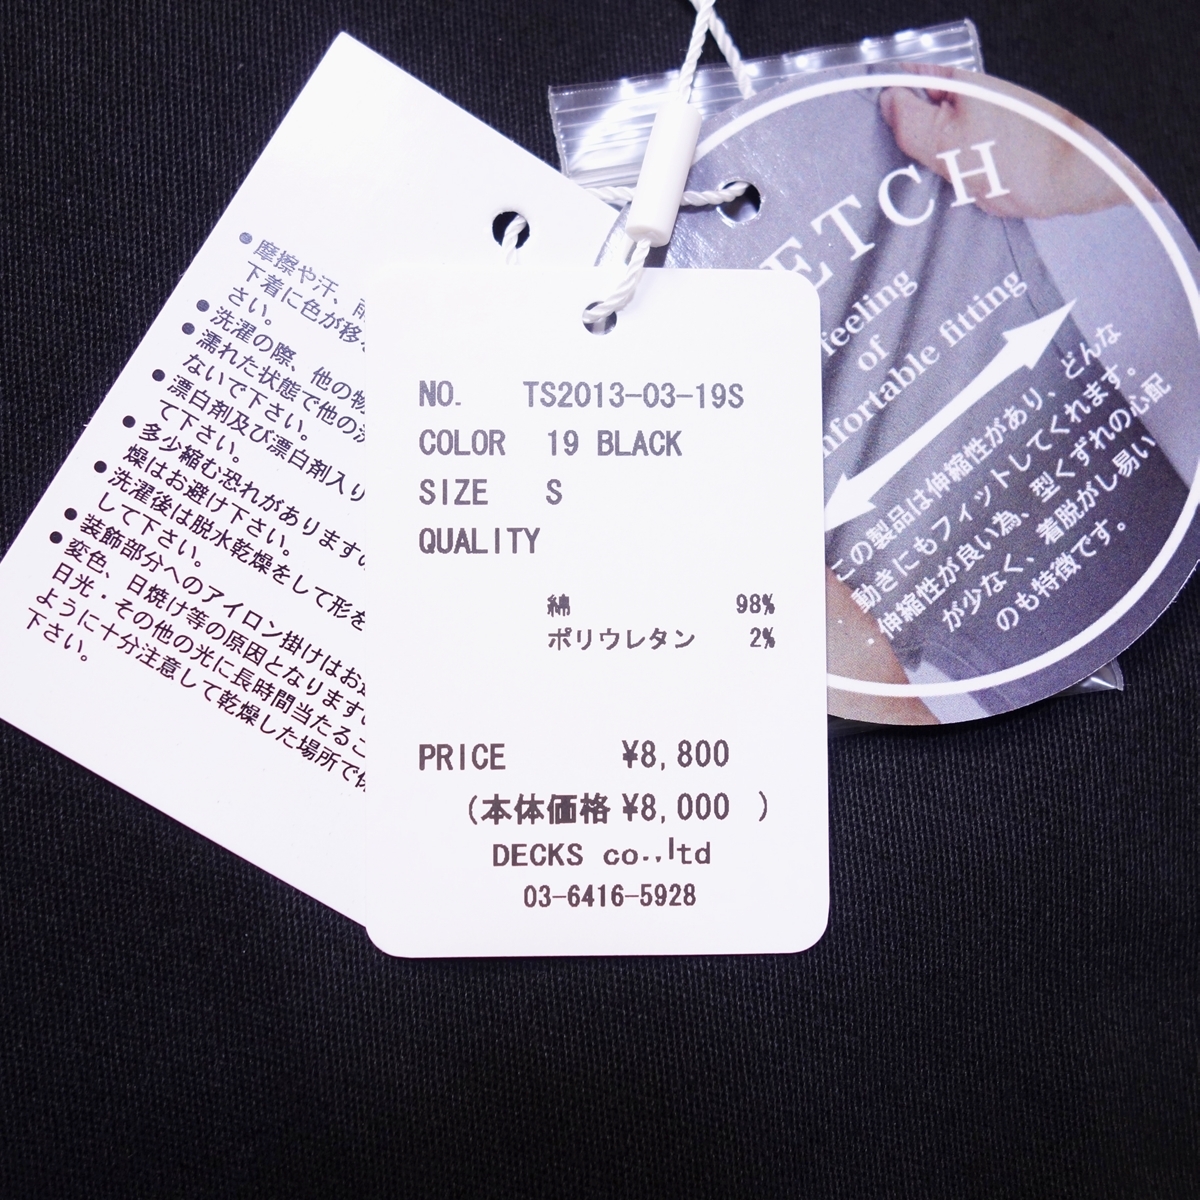 ●摩擦や汗、
下着に色が移
さい。
●洗濯の際、他の物
●濡れた状態で他の
ないで下さい。
●漂白剤及び漂白剤入り
て下さい。
●多少縮む恐れがあります
燥はお避け下さい。
●洗濯後は脱水乾燥をして形を
して下さい。
●装飾部分へのアイロン掛けはお
●変色、日焼け等の原因となります
日光・その他の光に長時間当たるこ
ように十分注意して乾燥した場所で
下さい。
NO. TS2013-03-19S
COLOR 19 BLACK
SIZE S
QUALITY
綿 98%
ポリウレタン 2%
PRICE ¥8,800
(本体価格 ¥8,000 )
DECKS co.,ltd
03-6416-5928
ETCH
feeling
of
mfortable fitting
この製品は伸縮性があり、どんな
動きにもフィットしてくれます。
伸縮性が良い為、型くずれの心配
が少なく、着脱がし易い
のも特徴です。